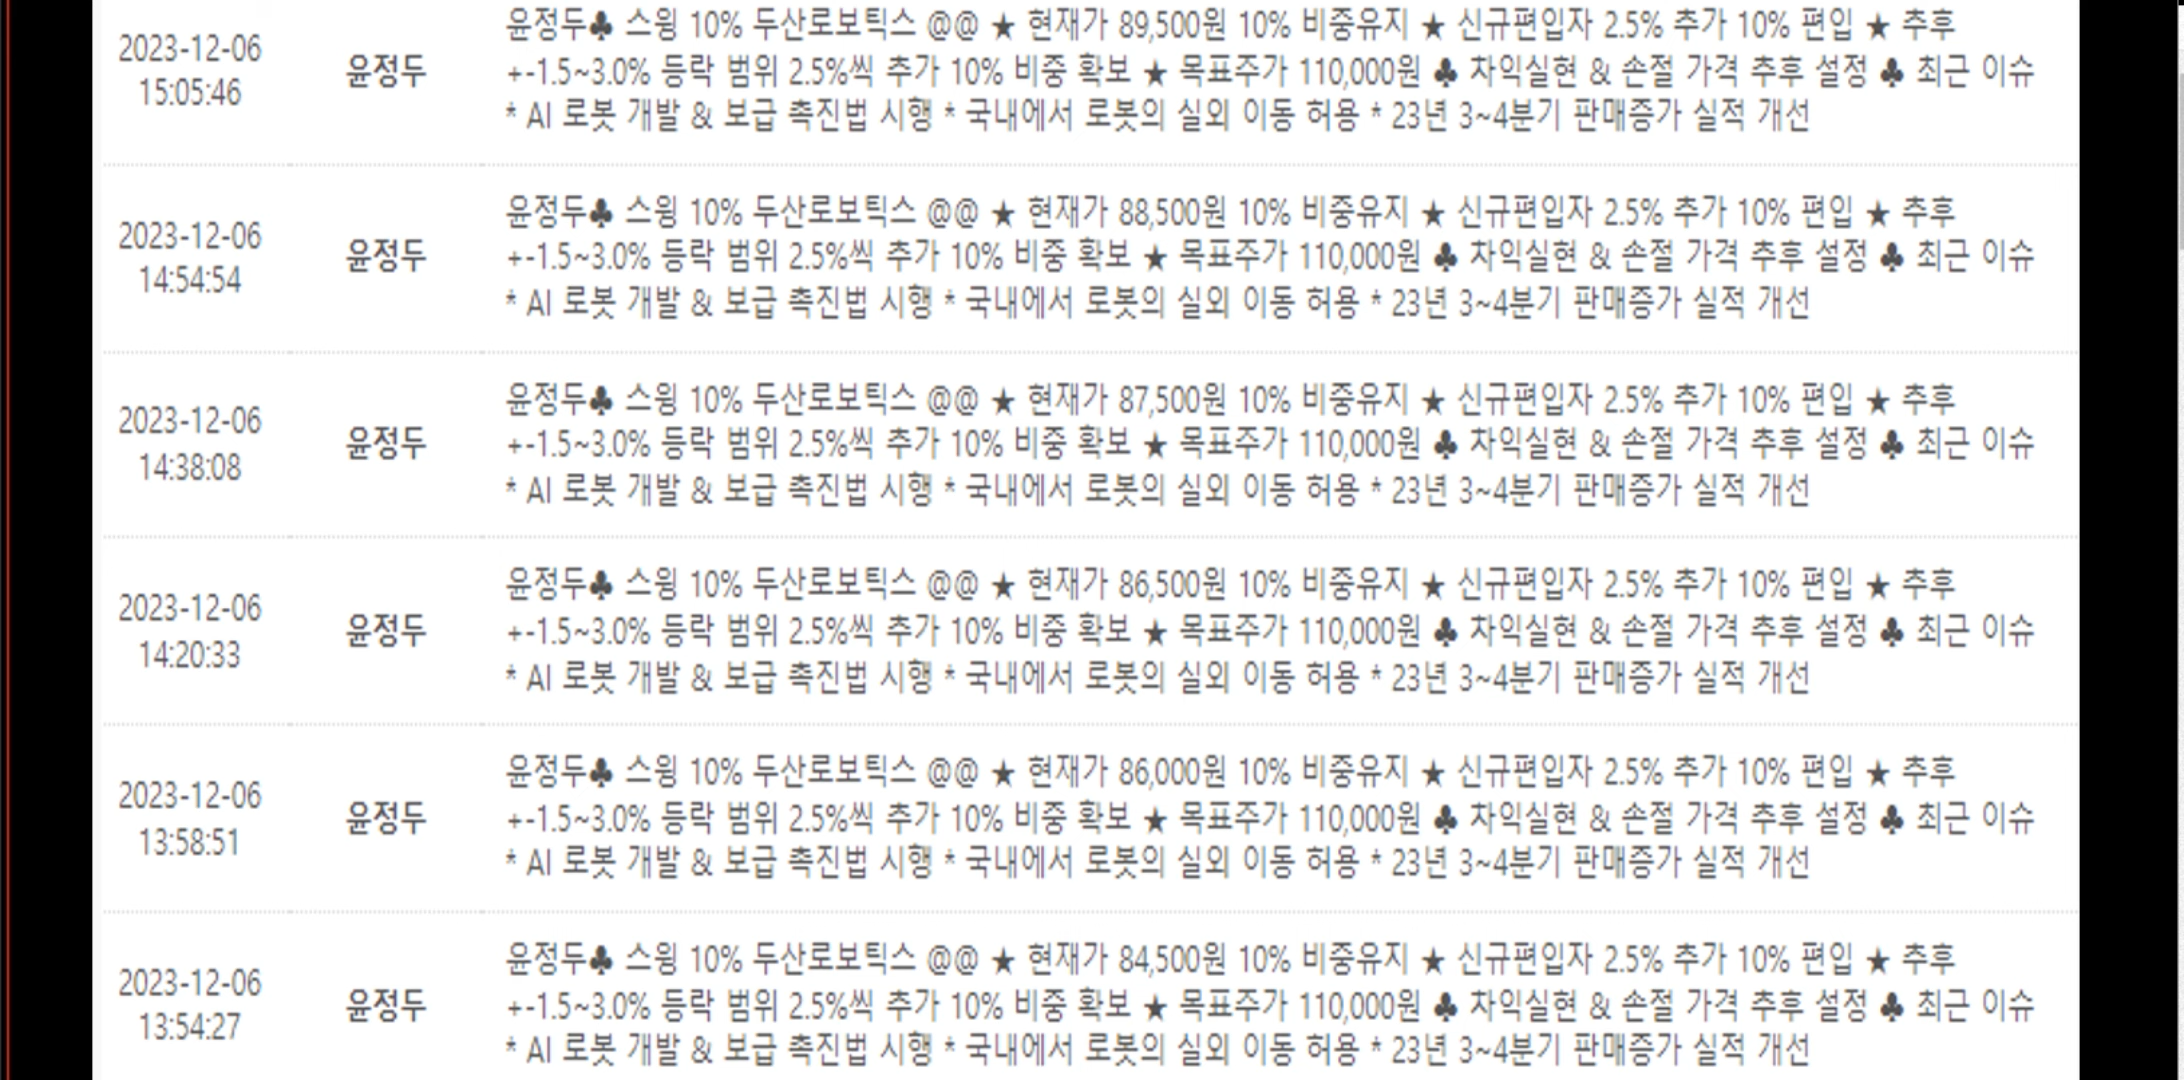 2023-12-06
15:05:46
윤정두
윤정두♣ 스윙 10% 두산로보틱스 @@ ★ 현재가 89,500원 10% 비중유지 ★ 신규편입자 2.5% 추가 10% 편입 ★ 추후
+-1.5~3.0% 등락 범위 2.5%씩 추가 10% 비중 확보 ★ 목표주가 110,000원 ♣ 차익실현 & 손절 가격 추후 설정 ♣ 최근 이슈
* AI 로봇 개발 & 보급 촉진법 시행 * 국내에서 로봇의 실외 이동 허용 * 23년 3~4분기 판매증가 실적 개선
2023-12-06
14:54:54
윤정두
윤정두♣ 스윙 10% 두산로보틱스 @@ ★ 현재가 88,500원 10% 비중유지 ★ 신규편입자 2.5% 추가 10% 편입 ★ 추후
+-1.5~3.0% 등락 범위 2.5%씩 추가 10% 비중 확보 ★ 목표주가 110,000원 ♣ 차익실현 & 손절 가격 추후 설정 ♣ 최근 이슈
* AI 로봇 개발 & 보급 촉진법 시행 * 국내에서 로봇의 실외 이동 허용 * 23년 3~4분기 판매증가 실적 개선
2023-12-06
14:38:08
윤정두
윤정두♣ 스윙 10% 두산로보틱스 @@ ★ 현재가 87,500원 10% 비중유지 ★ 신규편입자 2.5% 추가 10% 편입 ★ 추후
+-1.5~3.0% 등락 범위 2.5%씩 추가 10% 비중 확보 ★ 목표주가 110,000원 ♣ 차익실현 & 손절 가격 추후 설정 ♣ 최근 이슈
* AI 로봇 개발 & 보급 촉진법 시행 * 국내에서 로봇의 실외 이동 허용 * 23년 3~4분기 판매증가 실적 개선
2023-12-06
14:20:33
윤정두
윤정두♣ 스윙 10% 두산로보틱스 @@ ★ 현재가 86,500원 10% 비중유지 ★ 신규편입자 2.5% 추가 10% 편입 ★ 추후
+-1.5~3.0% 등락 범위 2.5%씩 추가 10% 비중 확보 ★ 목표주가 110,000원 ♣ 차익실현 & 손절 가격 추후 설정 ♣ 최근 이슈
* AI 로봇 개발 & 보급 촉진법 시행 * 국내에서 로봇의 실외 이동 허용 * 23년 3~4분기 판매증가 실적 개선
2023-12-06
13:58:51
윤정두
윤정두♣ 스윙 10% 두산로보틱스 @@ ★ 현재가 86,000원 10% 비중유지 ★ 신규편입자 2.5% 추가 10% 편입 ★ 추후
+-1.5~3.0% 등락 범위 2.5%씩 추가 10% 비중 확보 ★ 목표주가 110,000원 ♣ 차익실현 & 손절 가격 추후 설정 ♣ 최근 이슈
* AI 로봇 개발 & 보급 촉진법 시행 * 국내에서 로봇의 실외 이동 허용 * 23년 3~4분기 판매증가 실적 개선
2023-12-06
13:54:27
윤정두
윤정두♣ 스윙 10% 두산로보틱스 @@ ★ 현재가 84,500원 10% 비중유지 ★ 신규편입자 2.5% 추가 10% 편입 ★ 추후
+-1.5~3.0% 등락 범위 2.5%씩 추가 10% 비중 확보 ★ 목표주가 110,000원 ♣ 차익실현 & 손절 가격 추후 설정 ♣ 최근 이슈
* AI 로봇 개발 & 보급 촉진법 시행 * 국내에서 로봇의 실외 이동 허용 * 23년 3~4분기 판매증가 실적 개선